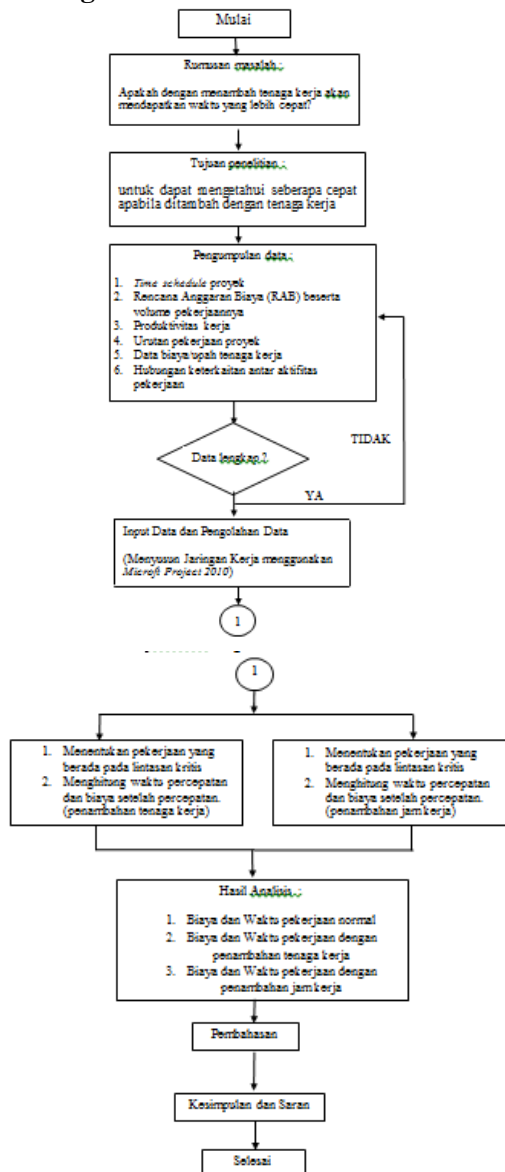 Mulai
Rumusan masalah :
Apakah dengan menambah tenaga kerja akan
mendapatkan waktu yang lebih cepat?
Tujuan penelitian :
untuk dapat mengetahui seberapa cepat
apabila ditambah dengan tenaga kerja
Pengumpulan data :
1. Time schedule proyek
2. Rencana Anggaran Biaya (RAB) beserta
volume pekerjaannya
3. Produktivitas kerja
4. Urutan pekerjaan proyek
5. Data biaya/upah tenaga kerja
6. Hubungan keterkaitan antar aktifitas
pekerjaan
Data lengkap ?
TIDAK
YA
Input Data dan Pengolahan Data
(Menyusun Jaringan Kerja menggunakan
Microft Project 2010)
1
1
1. Menentukan pekerjaan yang
berada pada lintasan kritis
2. Menghitung waktu percepatan
dan biaya setelah percepatan.
(penambahan tenaga kerja)
1. Menentukan pekerjaan yang
berada pada lintasan kritis
2. Menghitung waktu percepatan
dan biaya setelah percepatan.
(penambahan jam kerja)
Hasil Analisis :
1. Biaya dan Waktu pekerjaan normal
2. Biaya dan Waktu pekerjaan dengan
penambahan tenaga kerja
3. Biaya dan Waktu pekerjaan dengan
penambahan jam kerja
Pembahasan
Kesimpulan dan Saran
Selesai